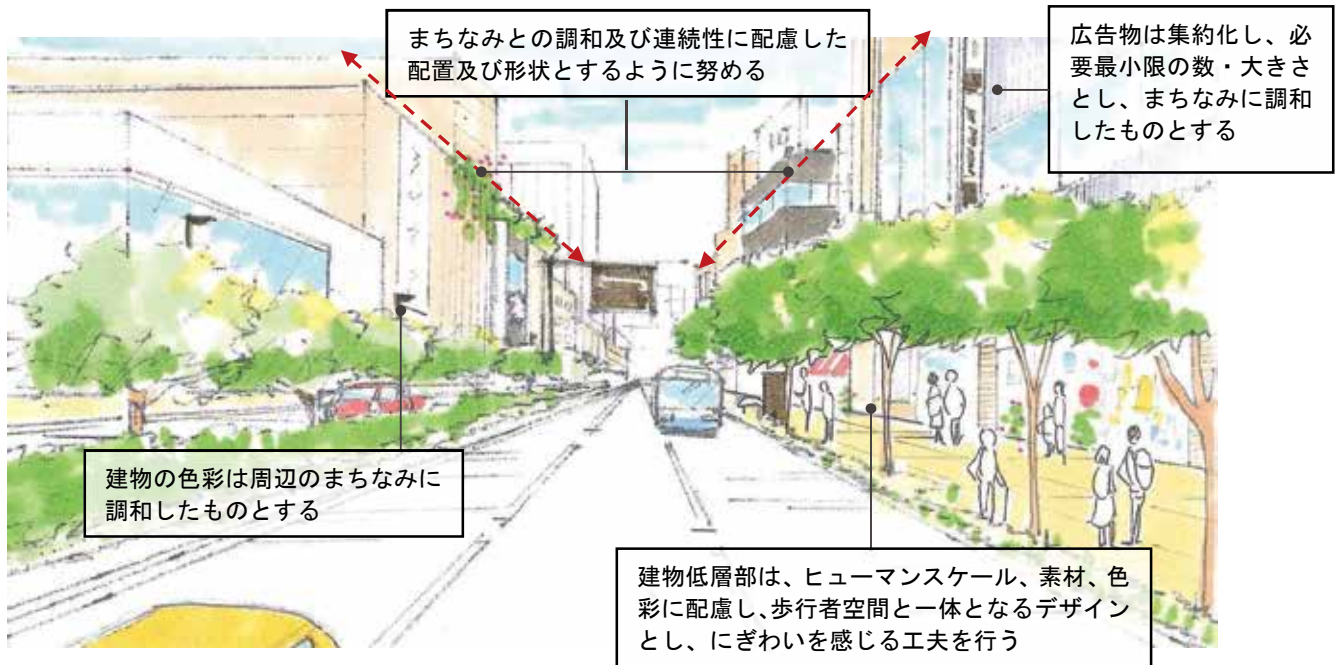 まちなみとの調和及び連続性に配慮した
配置及び形状とするように努める
広告物は集約化し、必
要最小限の数・大きさ
とし、まちなみに調和
したものとする
建物の色彩は周辺のまちなみに
調和したものとする
建物低層部は、ヒューマンスケール、素材、色
彩に配慮し、歩行者空間と一体となるデザイン
とし、にぎわいを感じる工夫を行う